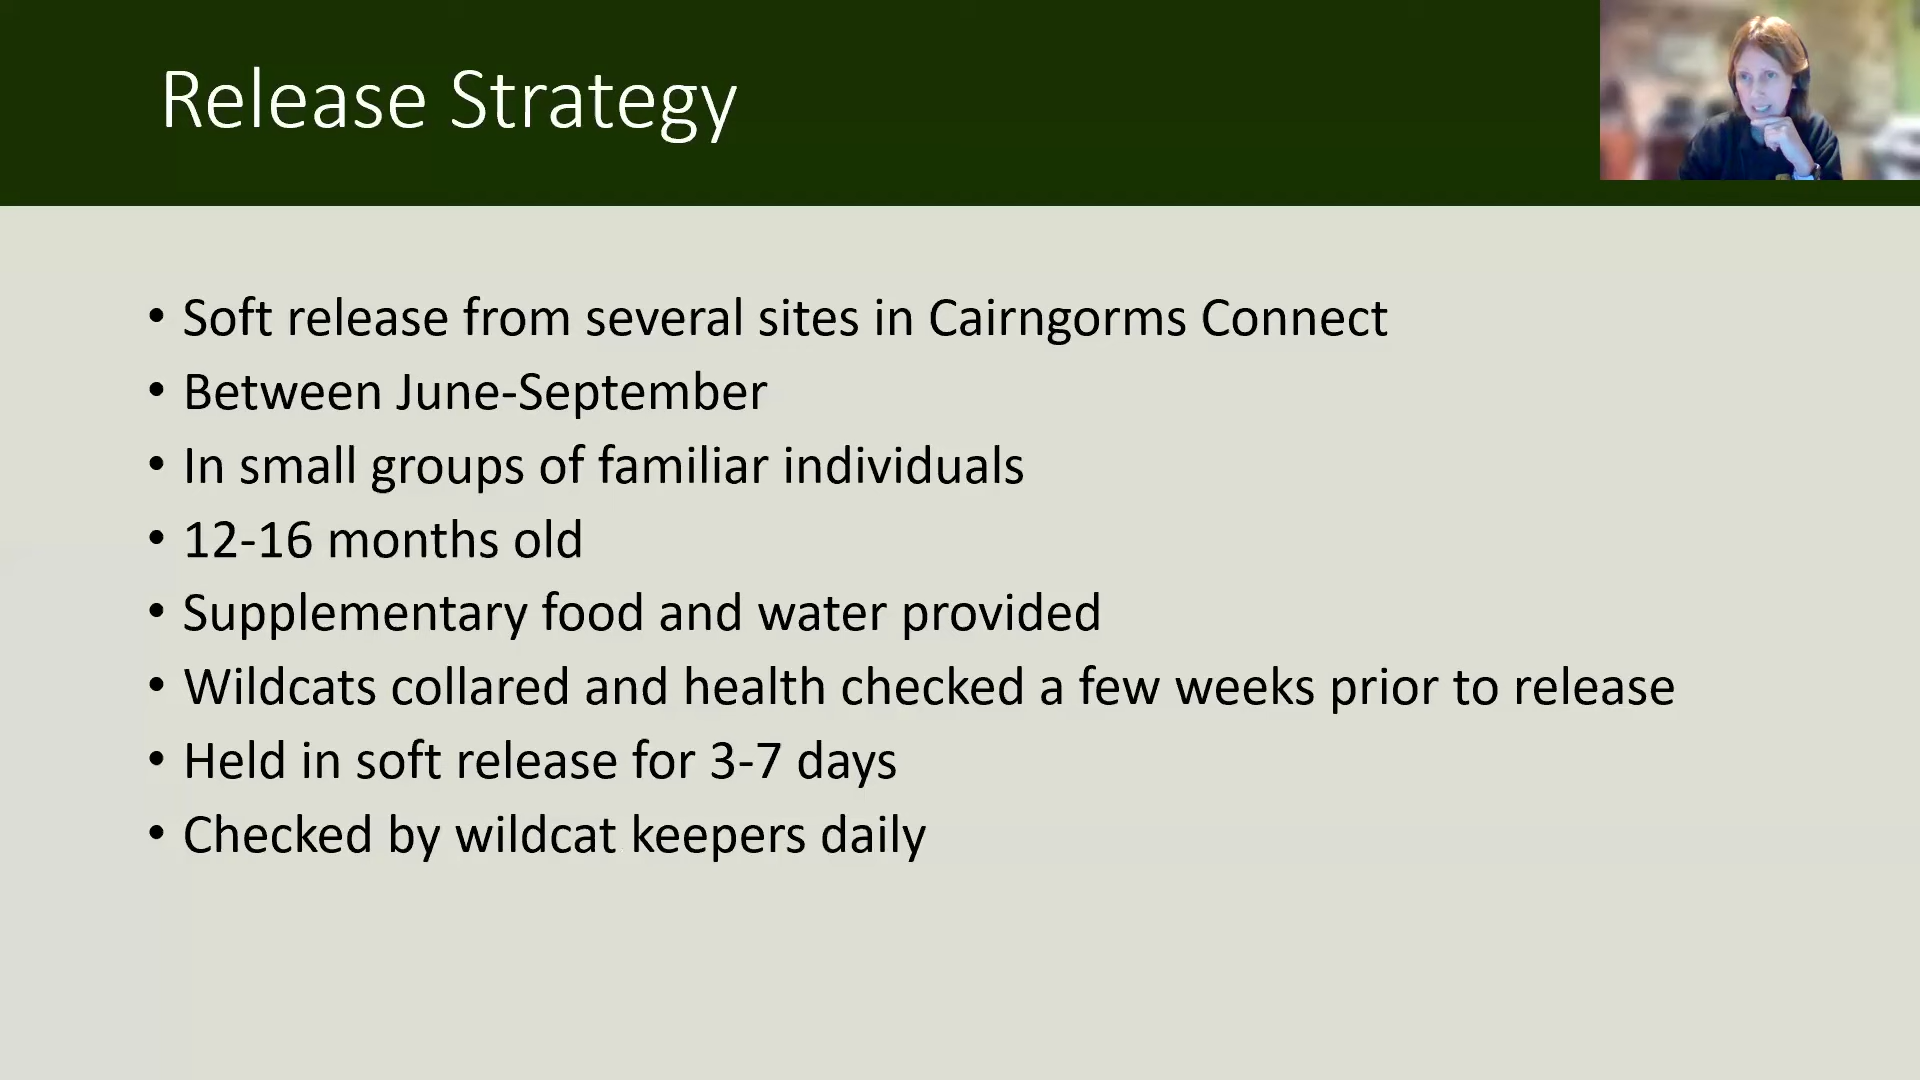 Release Strategy
• Soft release from several sites in Cairngorms Connect
• Between June-September
• In small groups of familiar individuals
• 12-16 months old
• Supplementary food and water provided
• Wildcats collared and health checked a few weeks prior to release
• Held in soft release for 3-7 days
• Checked by wildcat keepers daily